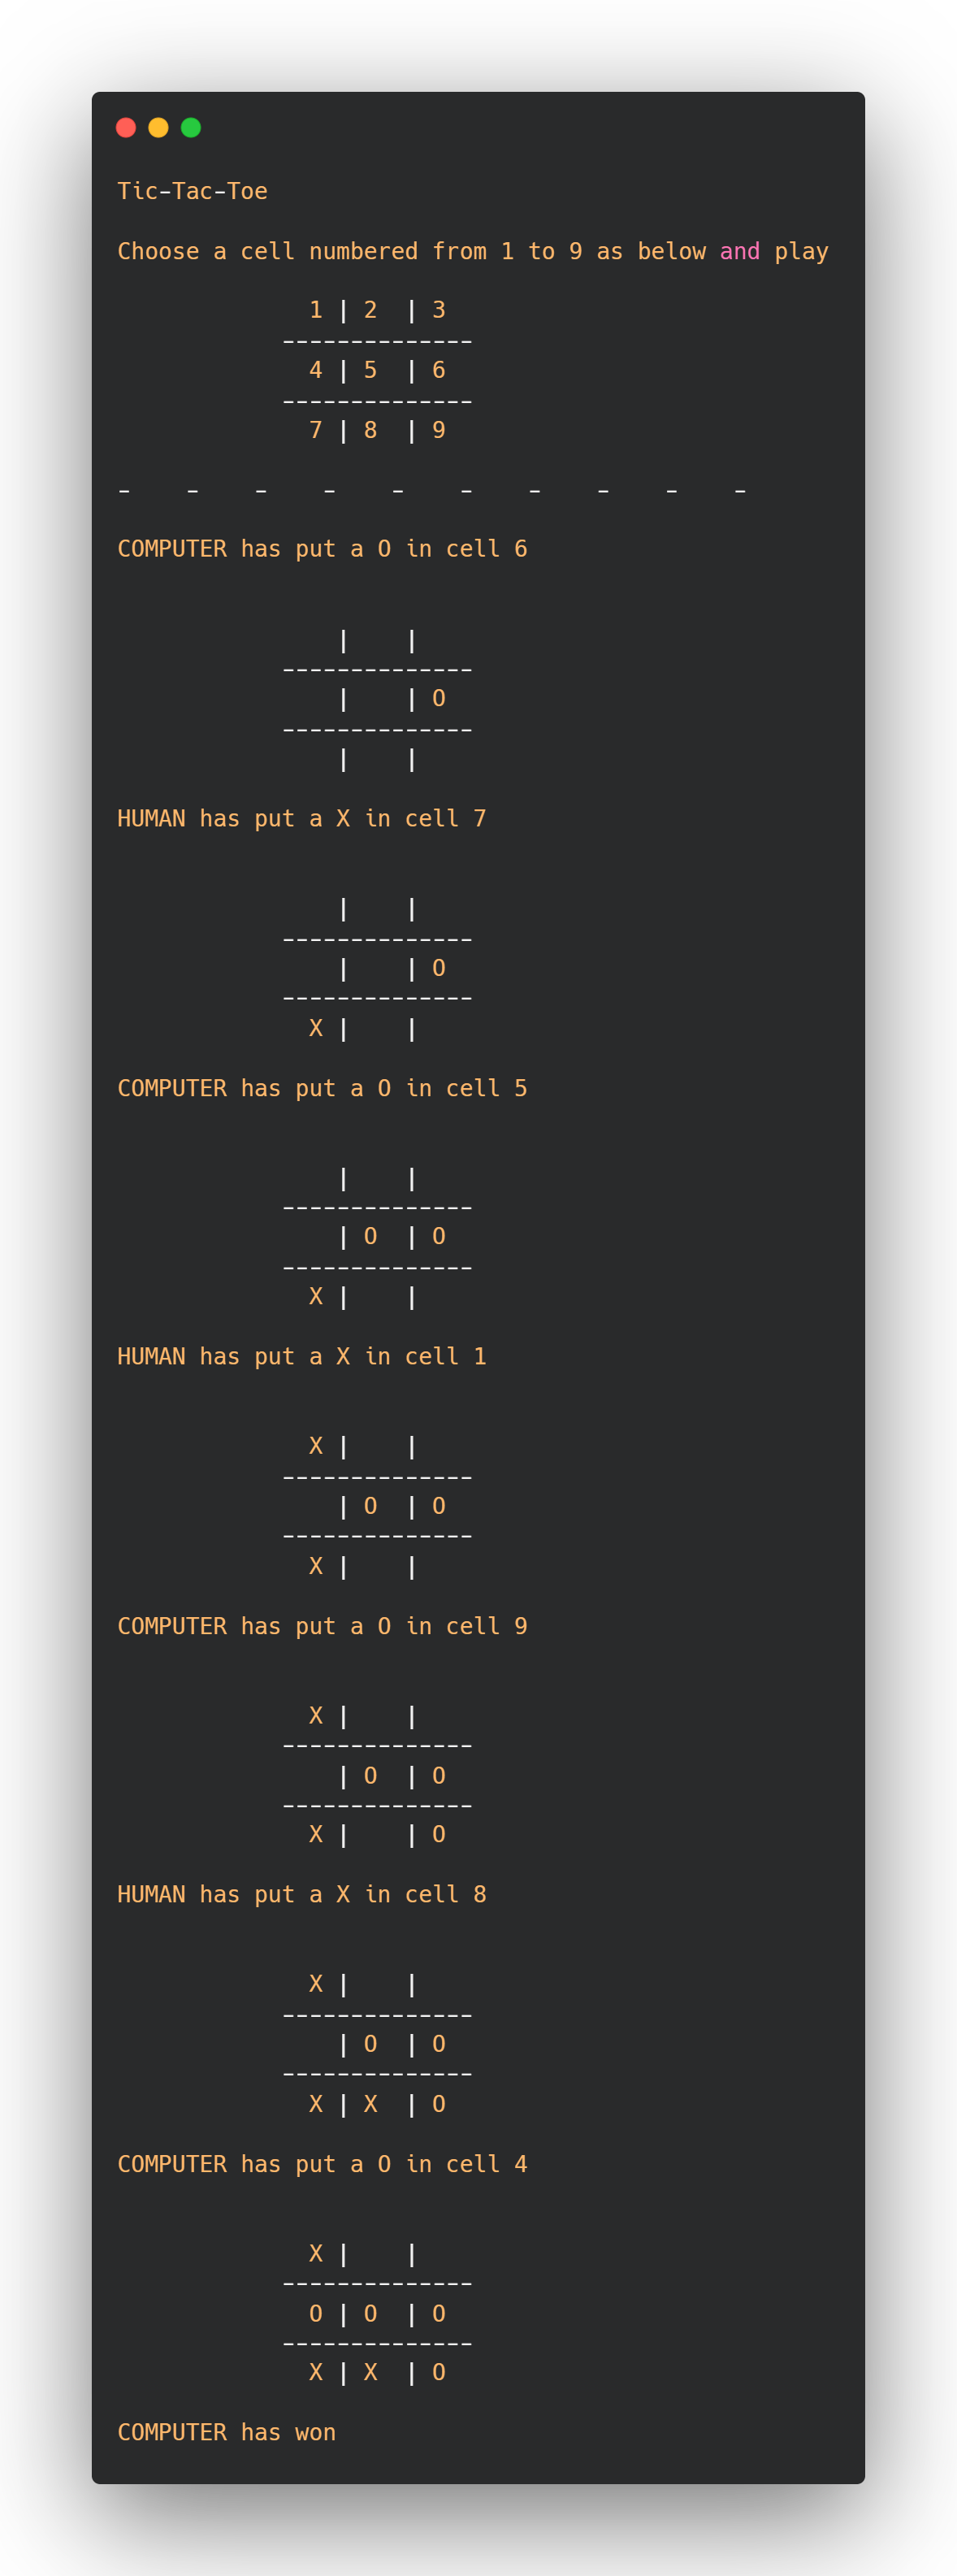 Tic-Tac-Toe
Choose a cell numbered from 1 to 9 as below and play
1 | 2  | 3
--------------
4 | 5  | 6
--------------
7 | 8  | 9
-    -    -    -    -    -    -    -    -    -
COMPUTER has put a O in cell 6
|    |
--------------
|    | O
--------------
|    |
HUMAN has put a X in cell 7
|    |
--------------
|    | O
--------------
X |    |
COMPUTER has put a O in cell 5
|    |
--------------
| O  | O
--------------
X |    |
HUMAN has put a X in cell 1
X |    |
--------------
| O  | O
--------------
X |    |
COMPUTER has put a O in cell 9
X |    |
--------------
| O  | O
--------------
X |    | O
HUMAN has put a X in cell 8
X |    |
--------------
| O  | O
--------------
X | X  | O
COMPUTER has put a O in cell 4
X |    |
--------------
O | O  | O
--------------
X | X  | O
COMPUTER has won